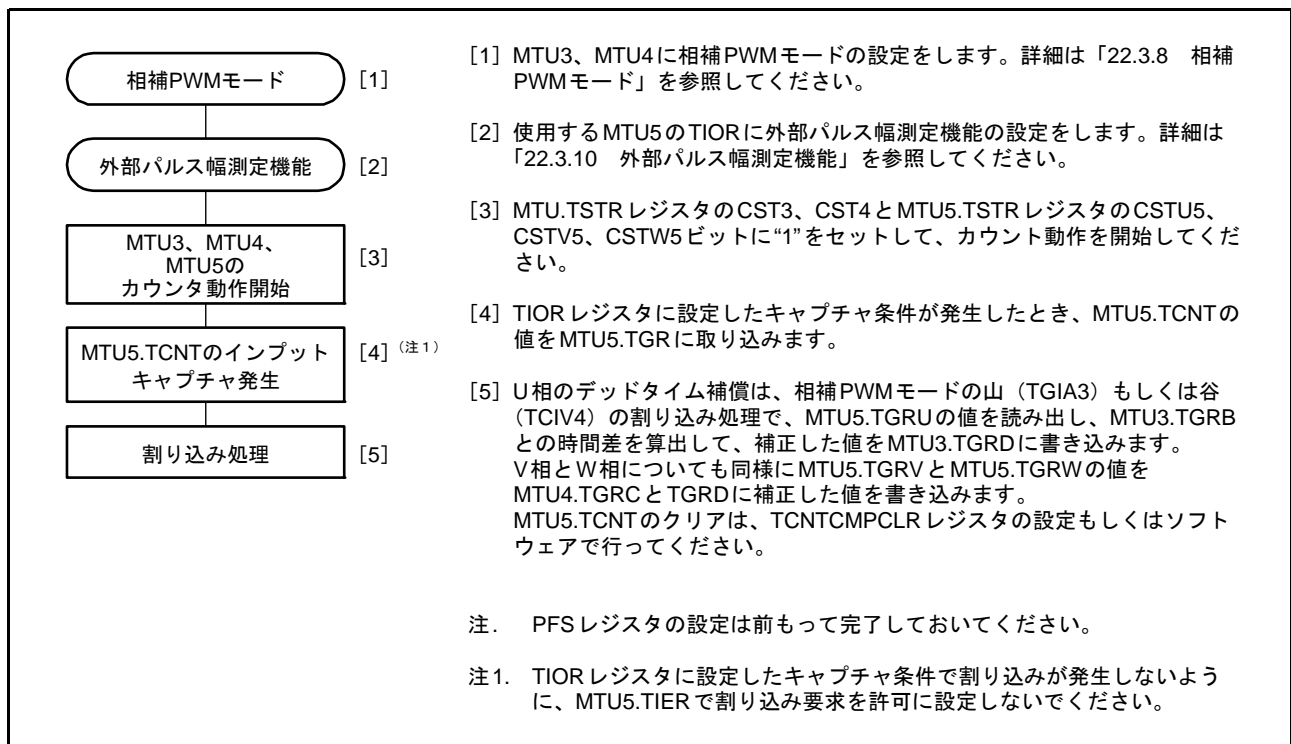 相補PWMモード [1]
外部パルス幅測定機能 [2]
MTU3、MTU4、
MTU5の
カウンタ動作開始
[3]
MTU5.TCNTのインプット
キャプチャ発生
[4](注1)
割り込み処理 [5]
[1] MTU3、MTU4に相補PWMモードの設定をします。詳細は「22.3.8 相補
PWMモード」を参照してください。
[2] 使用するMTU5のTIORに外部パルス幅測定機能の設定をします。詳細は
「22.3.10 外部パルス幅測定機能」を参照してください。
[3] MTU.TSTRレジスタのCST3、CST4とMTU5.TSTRレジスタのCSTU5、
CSTV5、CSTW5ビットに“1”をセットして、カウント動作を開始してくだ
さい。
[4] TIORレジスタに設定したキャプチャ条件が発生したとき、MTU5.TCNTの
値をMTU5.TGRに取り込みます。
[5] U相のデッドタイム補償は、相補PWMモードの山（TGIA3）もしくは谷
（TCIV4）の割り込み処理で、MTU5.TGRUの値を読み出し、MTU3.TGRB
との時間差を算出して、補正した値をMTU3.TGRDに書き込みます。
V相とW相についても同様にMTU5.TGRVとMTU5.TGRWの値を
MTU4.TGRCとTGRDに補正した値を書き込みます。
MTU5.TCNTのクリアは、TCNTCMPCLRレジスタの設定もしくはソフト
ウェアで行ってください。
注. PFSレジスタの設定は前もって完了しておいてください。
注1. TIORレジスタに設定したキャプチャ条件で割り込みが発生しないよう
に、MTU5.TIERで割り込み要求を許可に設定しないでください。